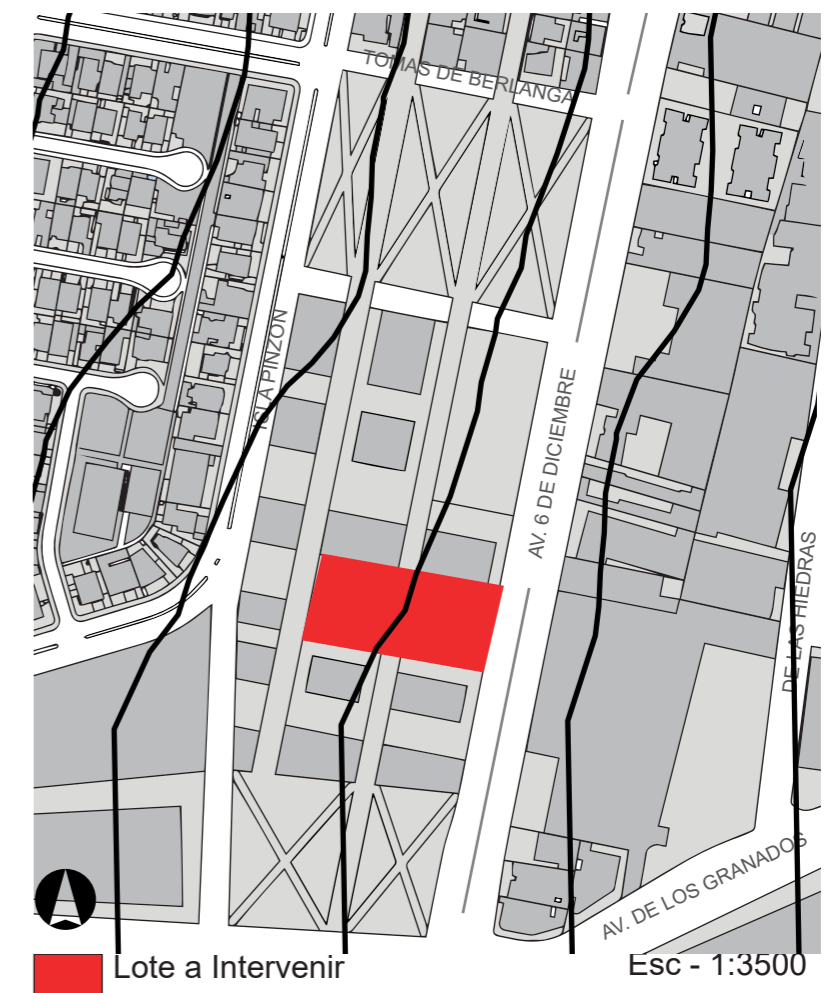 TOMAS DE BERLANGA
ISLA PINZON
AV. 6 DE DICIEMBRE
DE LAS HIEDRAS
AV. DE LOS GRANADOS
Lote a Intervenir
Esc - 1:3500